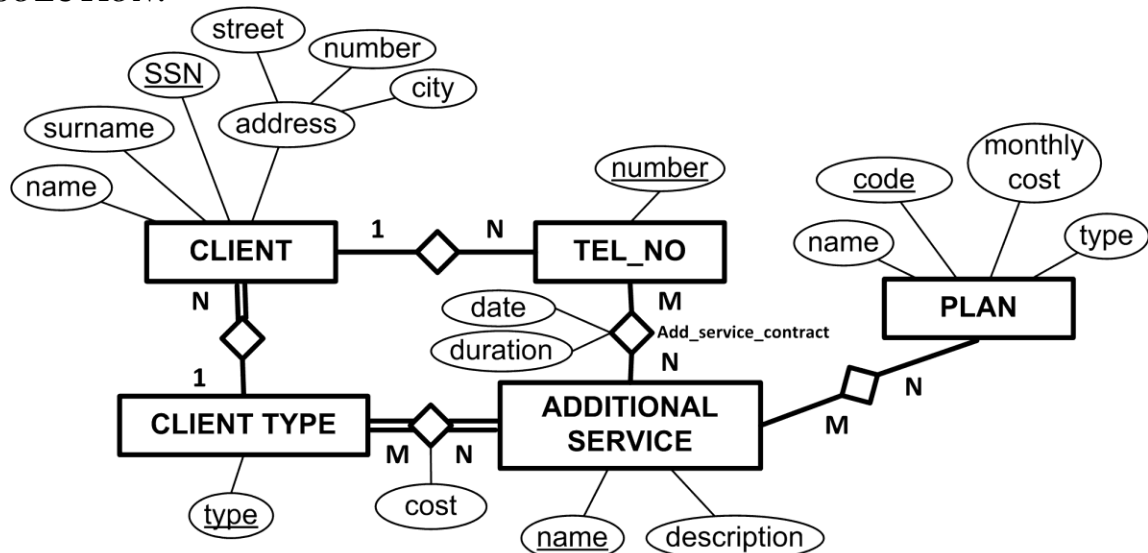 street
number
SSN
city
surname
address
name
number
monthly
cost
code
name
type
1
N
CLIENT
TEL_NO
PLAN
N
M
date
Add_service_contract
duration
N
N
1
M
CLIENT TYPE
ADDITIONAL
SERVICE
M
N
type
cost
name
description